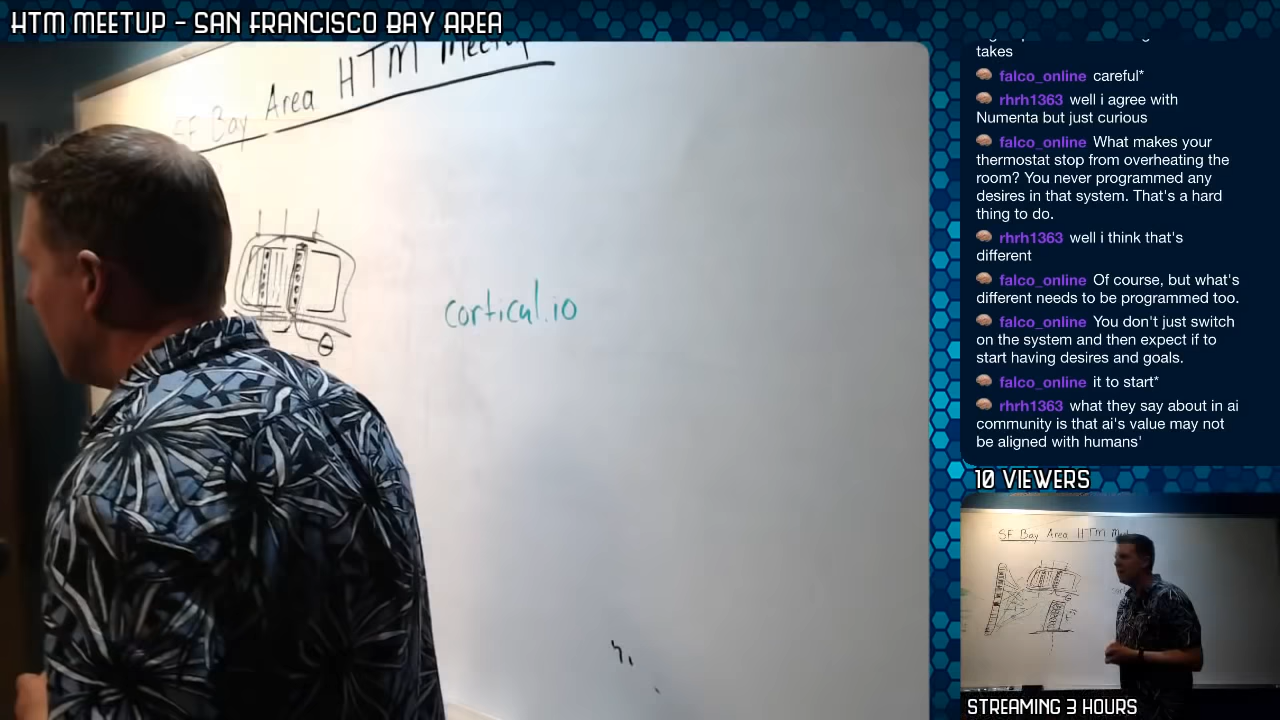 HTM MEETUP - SAN FRANCISCO BAY AREA
SF Bay Area HTM Meetup
cortical.io
takes
falco_online careful*
rhrh1363 well i agree with
Numenta but just curious
falco_online What makes your
thermostat stop from overheating the
room? You never programmed any
desires in that system. That's a hard
thing to do.
rhrh1363 well i think that's
different
falco_online Of course, but what's
different needs to be programmed too.
falco_online You don't just switch
on the system and then expect if to
start having desires and goals.
falco_online it to start*
rhrh1363 what they say about in ai
community is that ai's value may not
be aligned with humans'
10 VIEWERS
SF Bay Area HTM Meet
STREAMING 3 HOURS